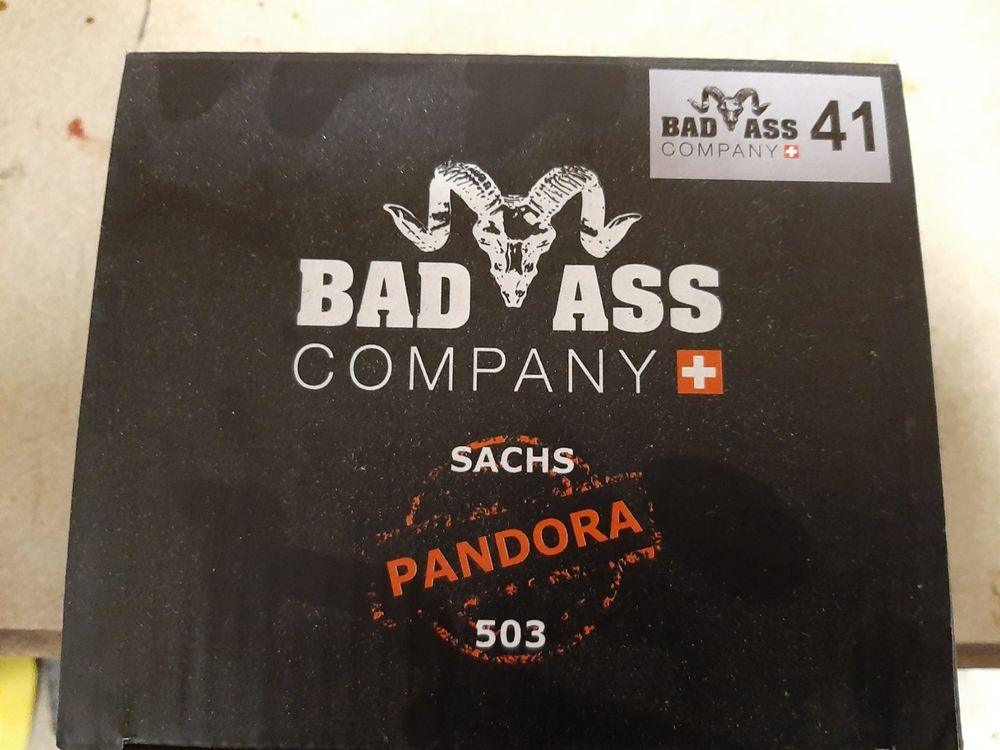 BAD ASS 41
COMPANY
BAD ASS
COMPANY
SACHS
PANDORA
503